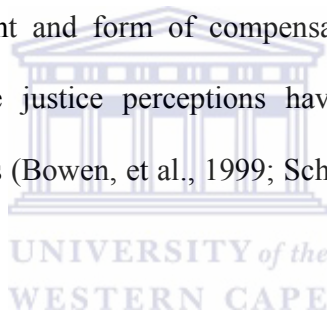 nt and form of compensa
e justice perceptions hav
s (Bowen, et al., 1999; Sch
UNIVERSITY of the
WESTERN CAPE